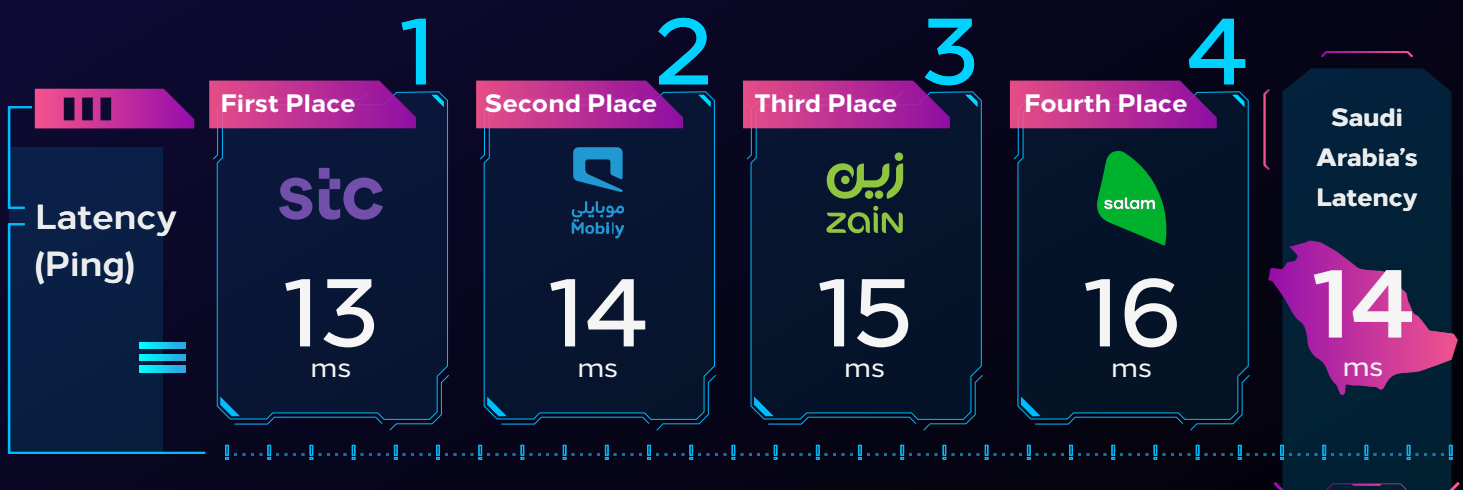 Latency
(Ping)
1
First Place
stc
13
ms
2
Second Place
موبايلي
Mobily
14
ms
3
Third Place
زين
zain
15
ms
4
Fourth Place
salam
16
ms
Saudi
Arabia's
Latency
14
ms